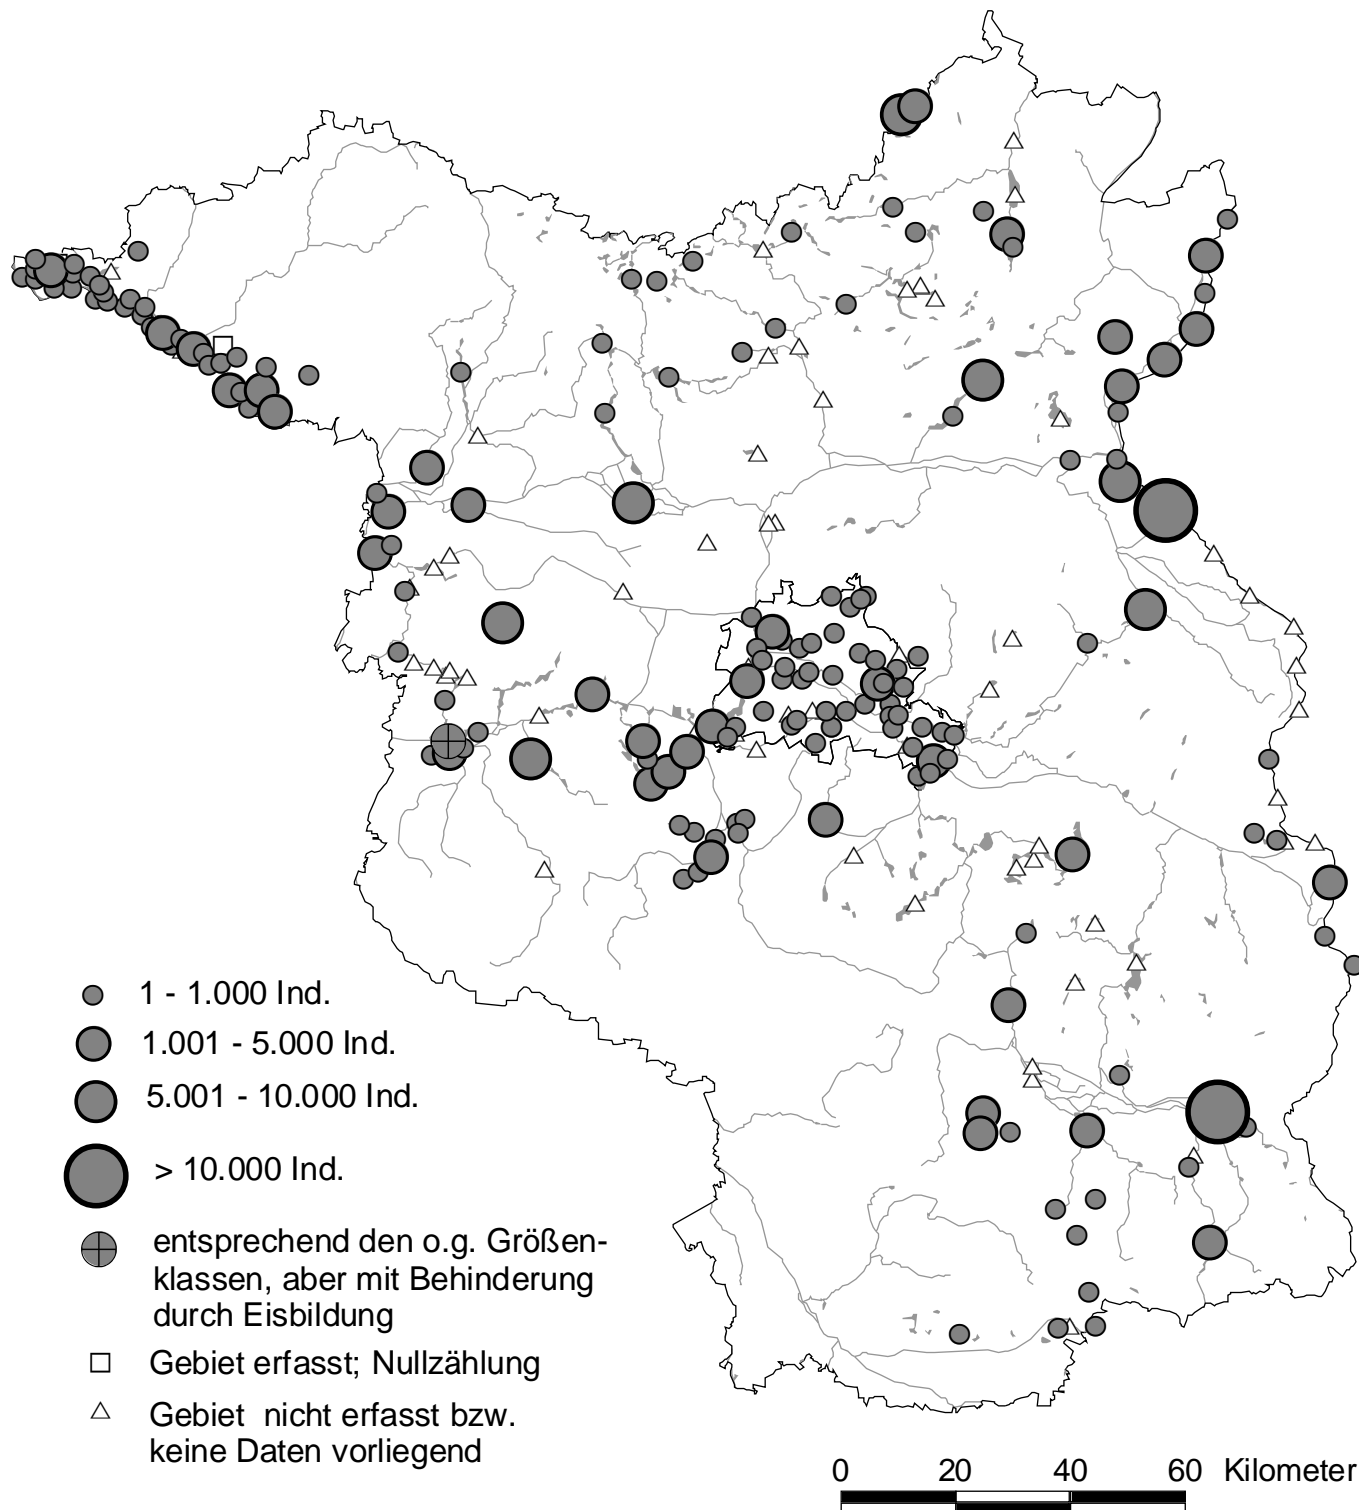 1 - 1.000 Ind.
1.001 - 5.000 Ind.
5.001 - 10.000 Ind.
> 10.000 Ind.
entsprechend den o.g. Größen-
klassen, aber mit Behinderung
durch Eisbildung
Gebiet erfasst; Nullzählung
Gebiet nicht erfasst bzw.
keine Daten vorliegend
0 20 40 60 Kilometer